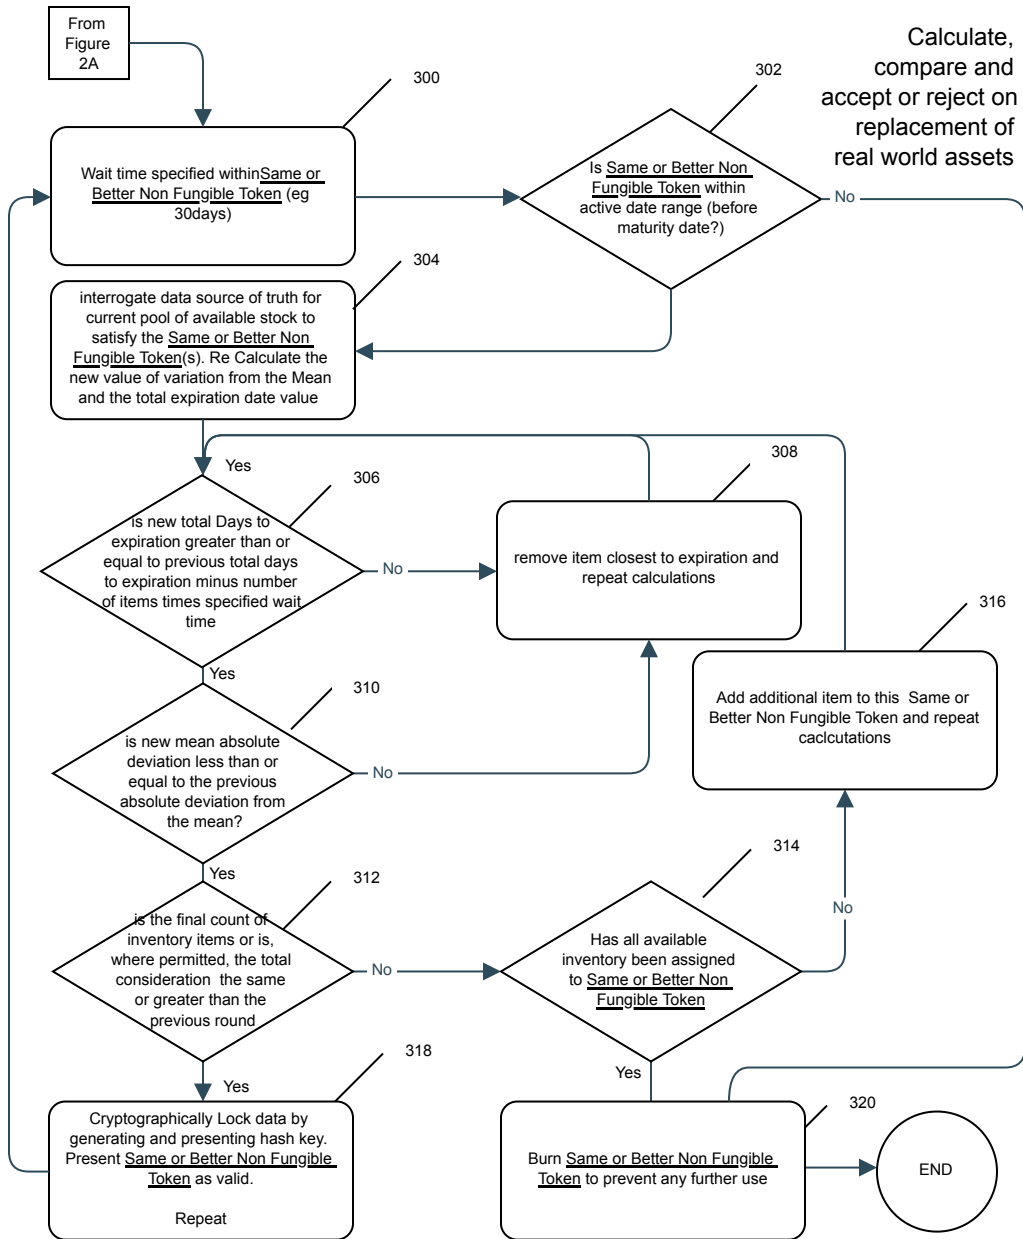 From
Figure
2A
Calculate,
compare and
accept or reject on
replacement of
real world assets
300
Wait time specified withinSame or
Better Non Fungible Token (eg
30days)
302
Is Same or Better Non
Fungible Token within
active date range (before
maturity date?)
No
304
interrogate data source of truth for
current pool of available stock to
satisfy the Same or Better Non
Fungible Token(s). Re Calculate the
new value of variation from the Mean
and the total expiration date value
Yes
306
is new total Days to
expiration greater than or
equal to previous total days
to expiration minus number
of items times specified wait
time
No
308
remove item closest to expiration and
repeat calculations
Yes
310
is new mean absolute
deviation less than or
equal to the previous
absolute deviation from
the mean?
No
316
Add additional item to this Same or
Better Non Fungible Token and repeat
caclcutations
Yes
312
is the final count of
inventory items or is,
where permitted, the total
consideration the same
or greater than the
previous round
No
314
Has all available
inventory been assigned
to Same or Better Non
Fungible Token
No
Yes
318
Cryptographically Lock data by
generating and presenting hash key.
Present Same or Better Non Fungible
Token as valid.
Repeat
Yes
320
Burn Same or Better Non Fungible
Token to prevent any further use
END